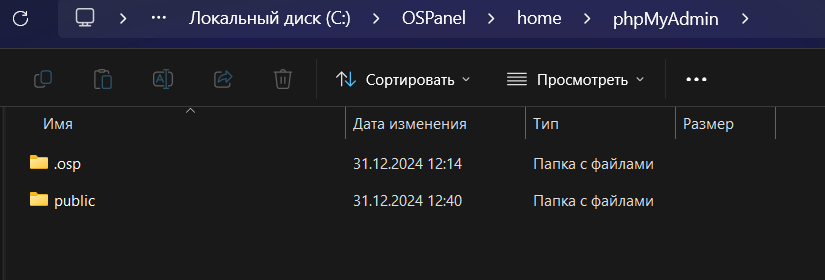 Локальный диск (C:) OSPanel home phpMyAdmin
Сортировать Просмотреть
Имя Дата изменения Тип Размер
.osp 31.12.2024 12:14 Папка с файлами
public 31.12.2024 12:40 Папка с файлами